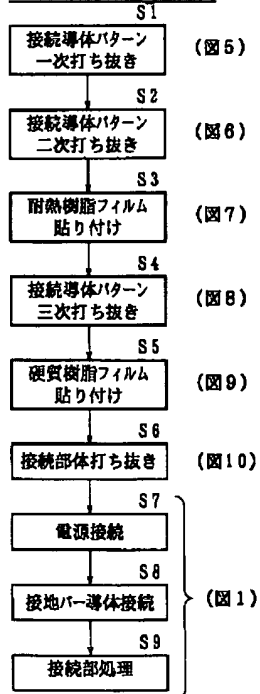 S1
接続導体パターン
一次打ち抜き
(図5)
S2
接続導体パターン
二次打ち抜き
(図6)
S3
耐熱樹脂フィルム
貼り付け
(図7)
S4
接続導体パターン
三次打ち抜き
(図8)
S5
硬質樹脂フィルム
貼り付け
(図9)
S6
接続部体打ち抜き
(図10)
S7
電源接続
S8
接地バー導体接続
(図1)
S9
接続部処理